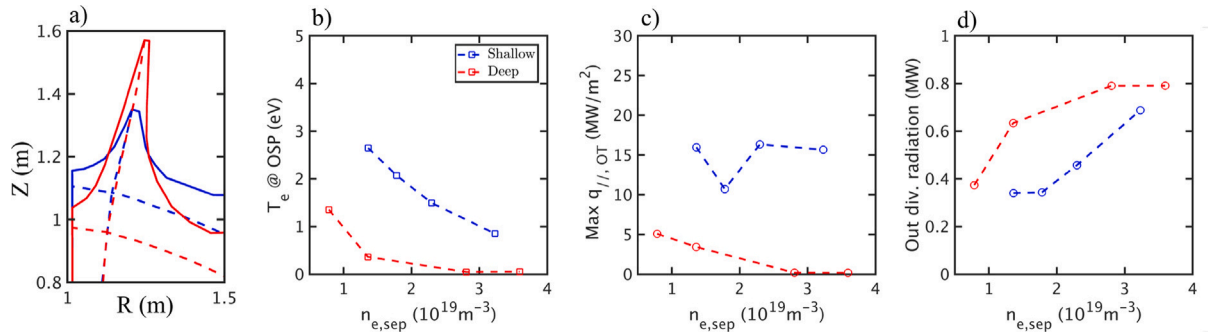 a)
1.6
1.4
1.2
1
0.8
Z (m)
1
1.5
R (m)
b)
5
4
3
2
1
0
T_e @ OSP (eV)
Shallow
Deep
1 2 3 4
n_{e,sep} (10^{19}m^{-3})
c)
30
25
20
15
10
5
0
Max q_{//, OT} (MW/m^2)
1 2 3 4
n_{e,sep} (10^{19}m^{-3})
d)
1
0.8
0.6
0.4
0.2
0
Out div. radiation (MW)
1 2 3 4
n_{e,sep} (10^{19}m^{-3})